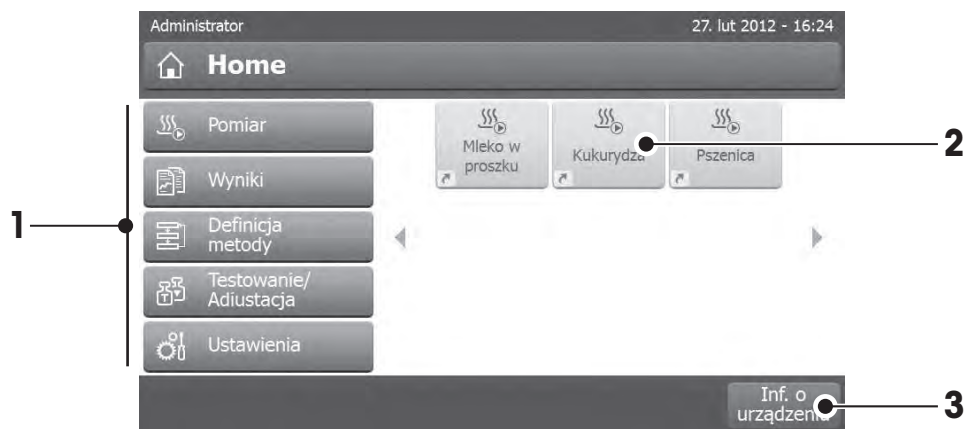 Administrator
27. lut 2012 - 16:24
Home
1
Pomiar
Wyniki
Definicja
metody
Testowanie/
Adiustacja
Ustawienia
Mleko w
proszku
Kukurydza
Pszenica
2
Inf. o
urządzeniu
3